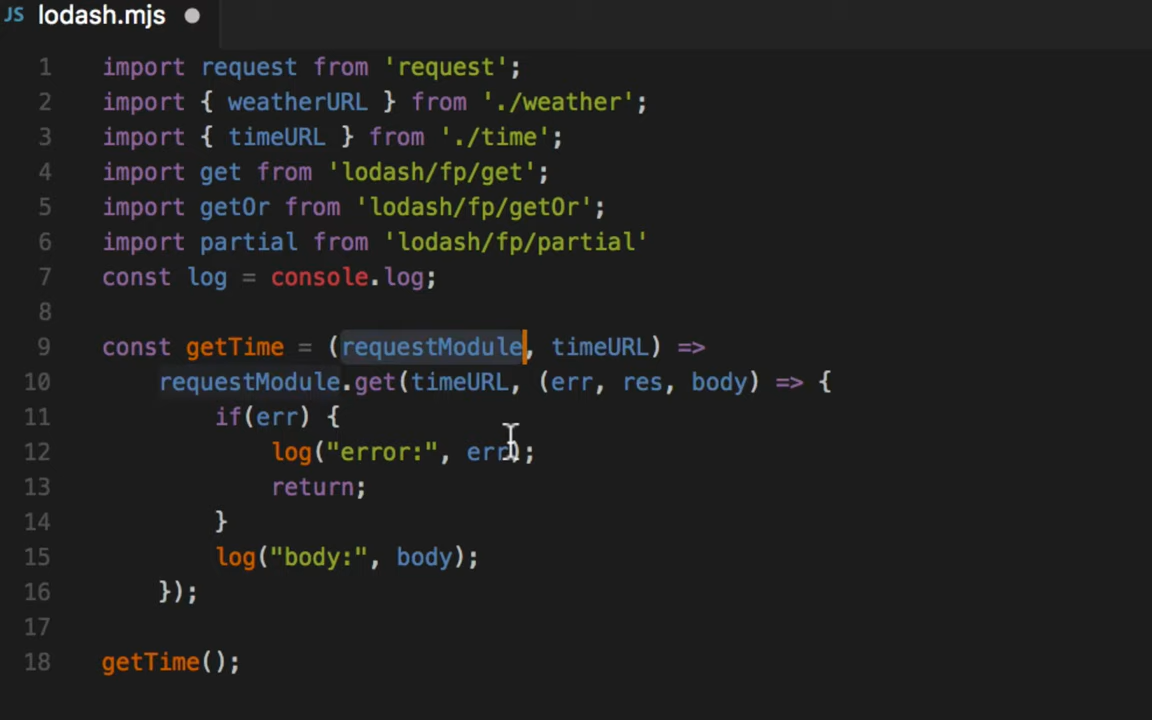 JS lodash.mjs
1 import request from 'request';
2 import { weatherURL } from './weather';
3 import { timeURL } from './time';
4 import get from 'lodash/fp/get';
5 import getOr from 'lodash/fp/getOr';
6 import partial from 'lodash/fp/partial'
7 const log = console.log;
8
9 const getTime = (requestModule, timeURL) =>
10 requestModule.get(timeURL, (err, res, body) => {
11 if(err) {
12 log("error:", err);
13 return;
14 }
15 log("body:", body);
16 });
17
18 getTime();